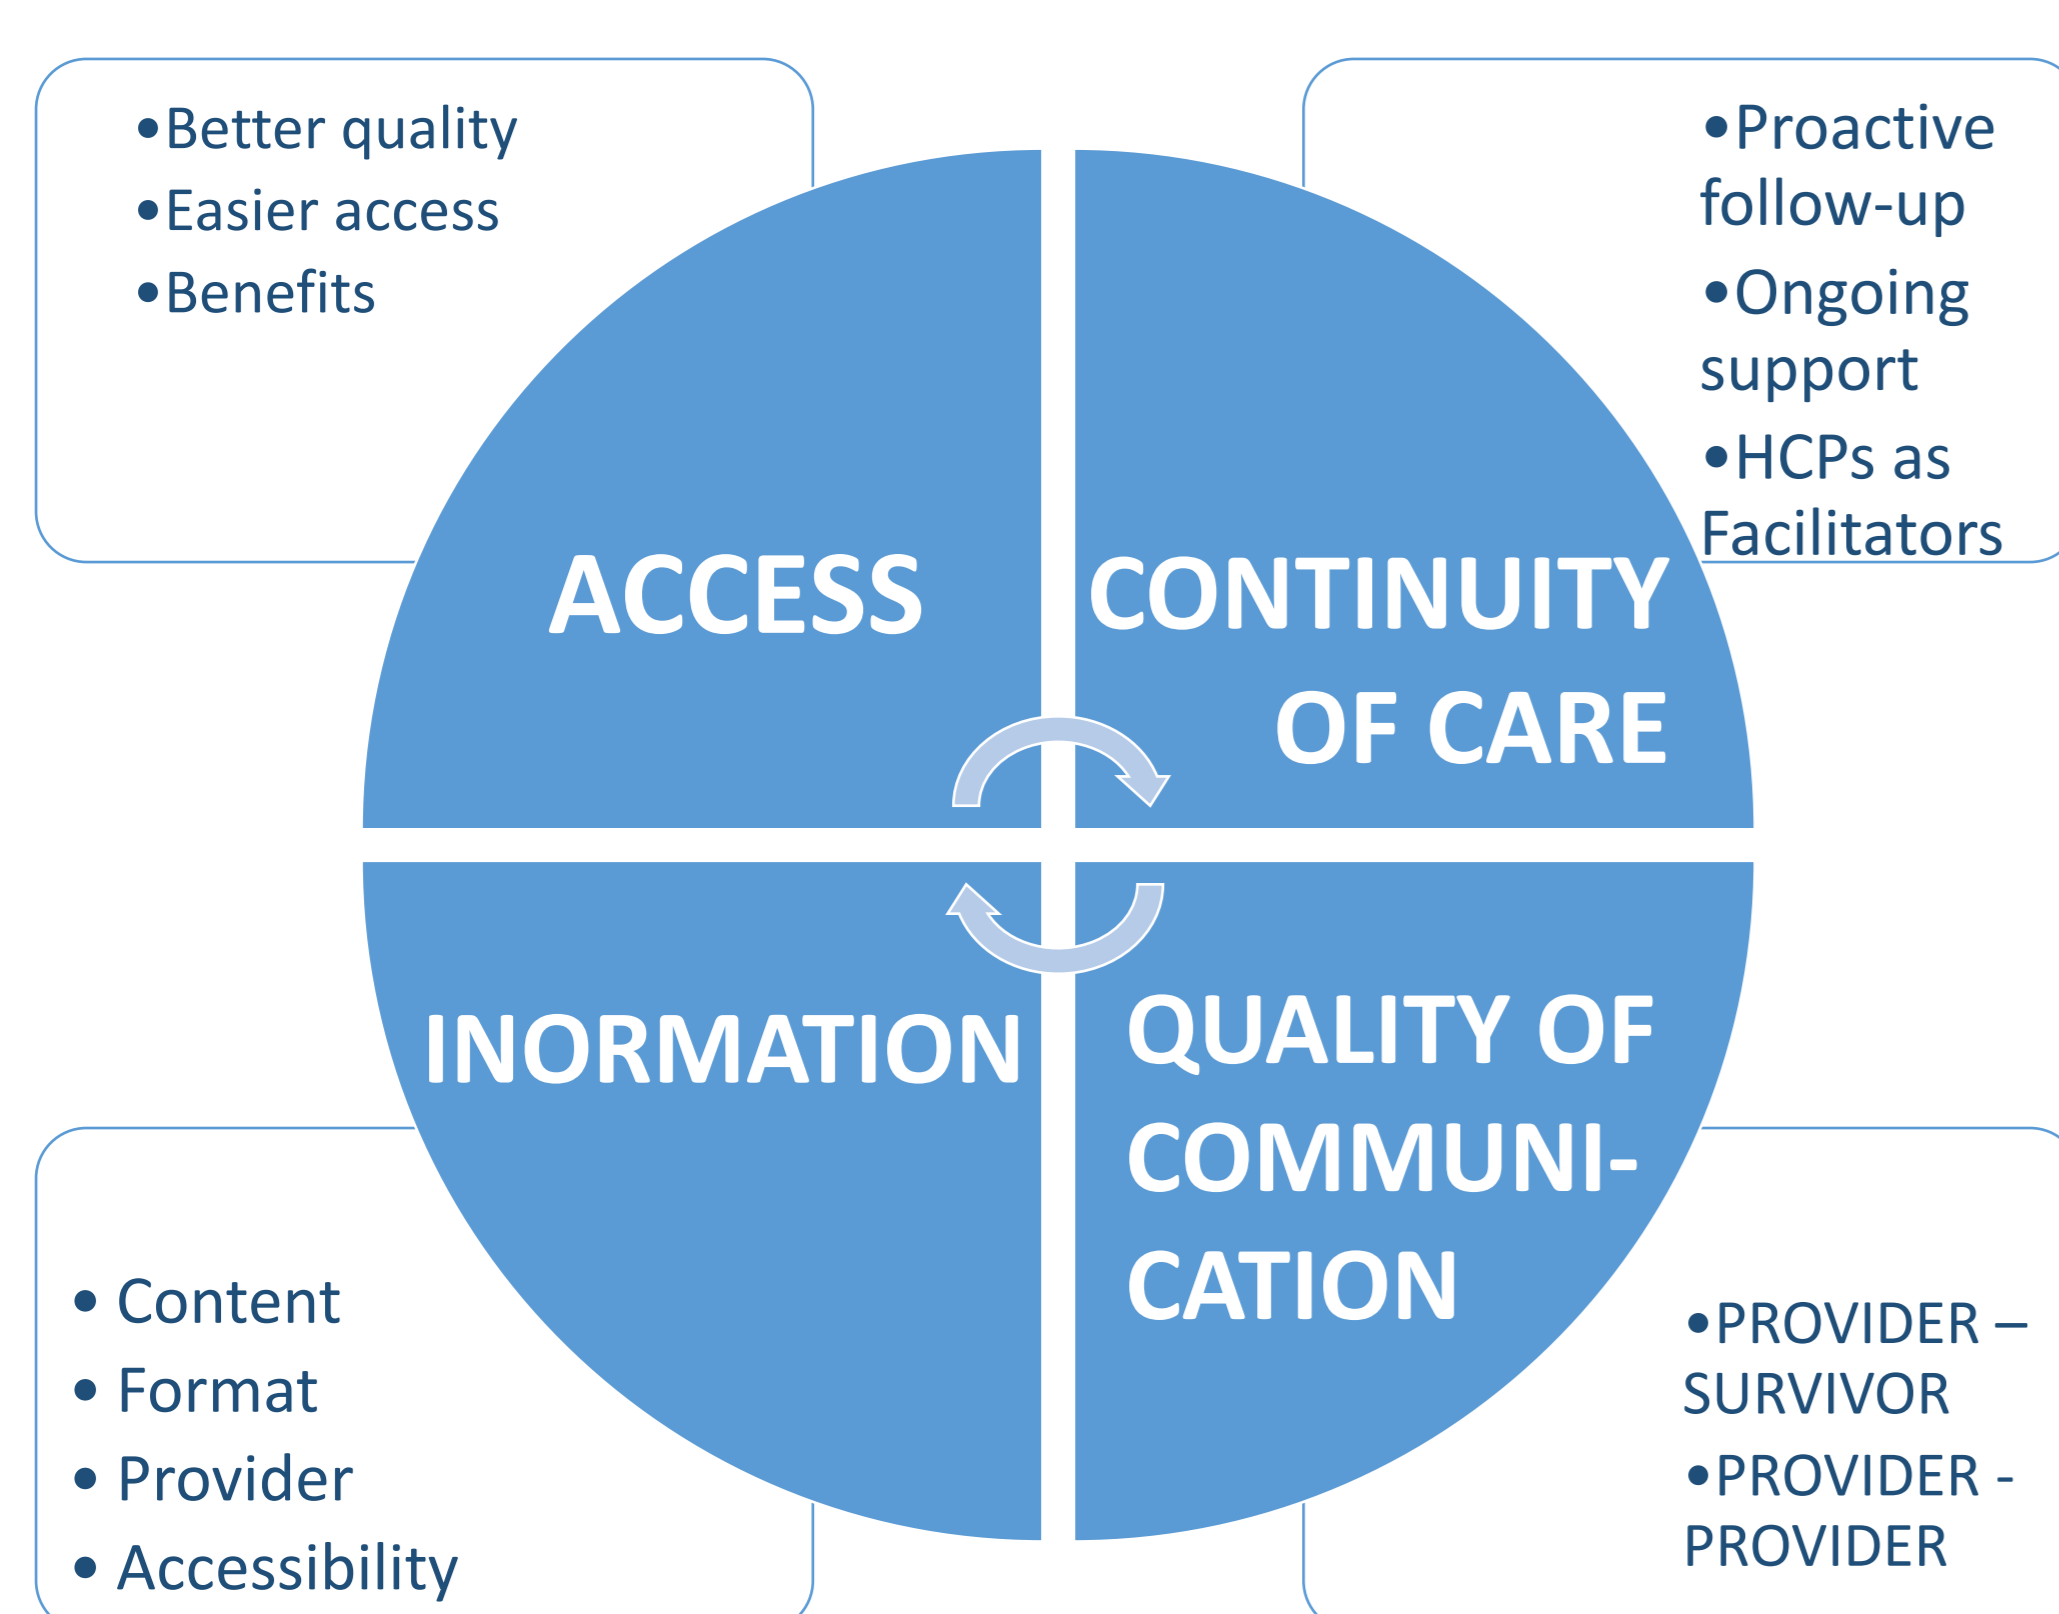 •Better quality
•Easier access
•Benefits
•Proactive
follow-up
•Ongoing
support
•HCPs as
Facilitators
ACCESS
CONTINUITY
OF CARE
INORMATION
QUALITY OF
COMMUNI-
CATION
• Content
• Format
• Provider
• Accessibility
•PROVIDER –
SURVIVOR
•PROVIDER -
PROVIDER